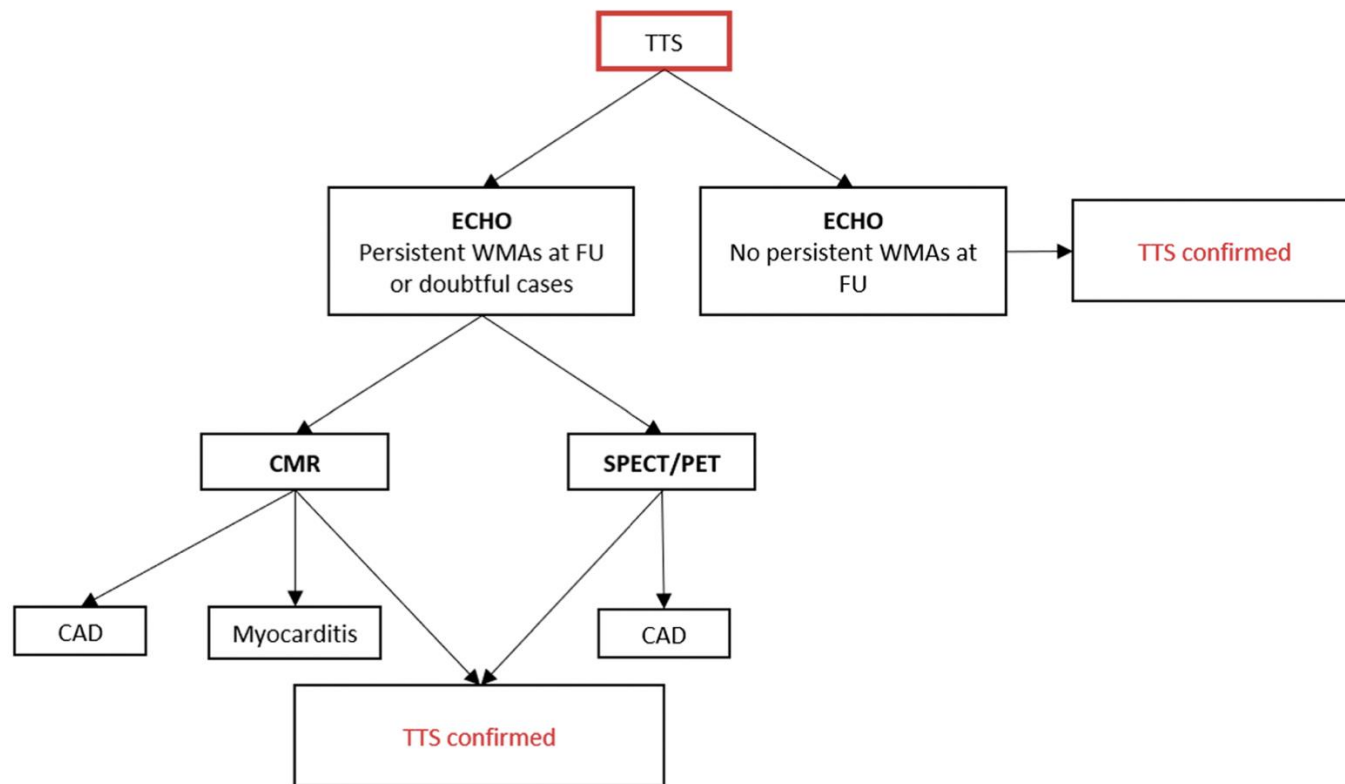 TTS
ECHO
Persistent WMAs at FU
or doubtful cases
ECHO
No persistent WMAs at
FU
TTS confirmed
CMR
SPECT/PET
CAD
Myocarditis
CAD
TTS confirmed